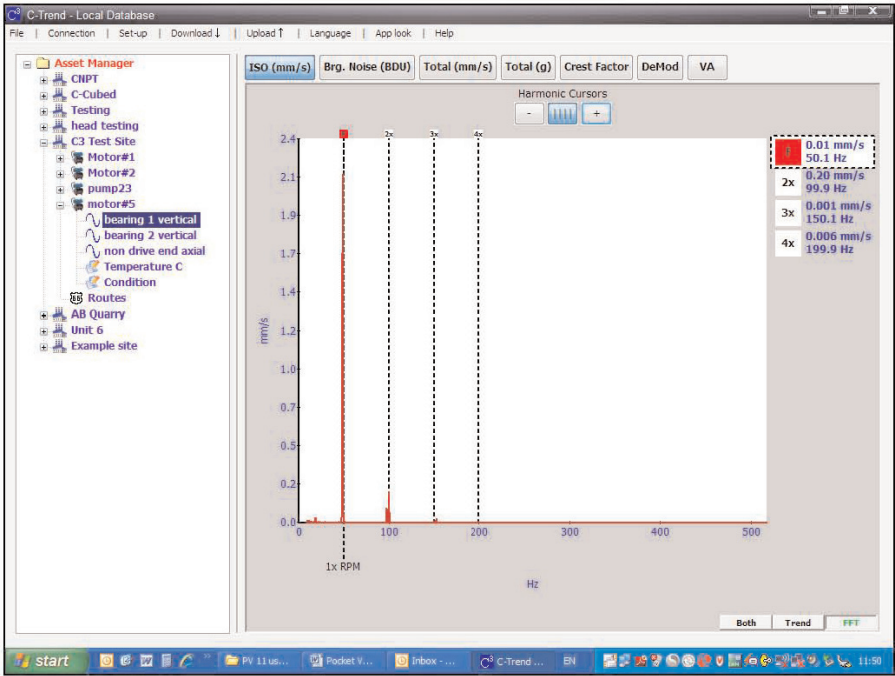 C³ C-Trend - Local Database
File | Connection | Set-up | Download↓ | Upload↑ | Language | App look | Help
Asset Manager
CNPT
C-Cubed
Testing
head testing
C3 Test Site
Motor#1
Motor#2
pump23
motor#5
bearing 1 vertical
bearing 2 vertical
non drive end axial
Temperature C
Condition
Routes
AB Quarry
Unit 6
Example site
ISO (mm/s) Brg. Noise (BDU) Total (mm/s) Total (g) Crest Factor DeMod VA
Harmonic Cursors
- +
2x 3x 4x
2.4
2.1
1.9
1.7
1.4
1.2
1.0
0.7
0.5
0.2
0.0
mm/s
0 100 200 300 400 500
1x RPM
Hz
0.01 mm/s
50.1 Hz
2x 0.20 mm/s
99.9 Hz
3x 0.001 mm/s
150.1 Hz
4x 0.006 mm/s
199.9 Hz
Both Trend FFT
start PV 11 us... Pocket V... Inbox - ... C³ C-Trend ... EN 11:50